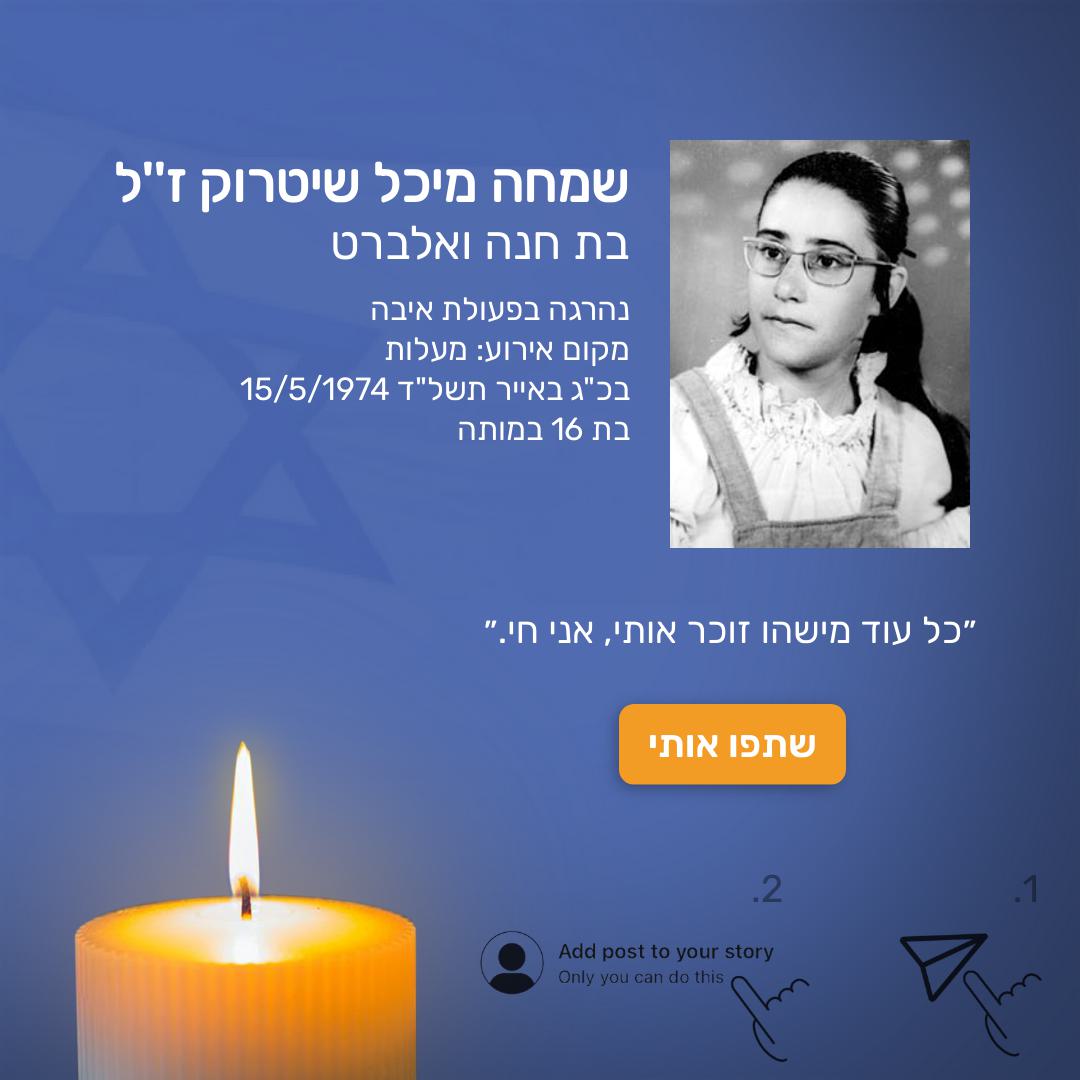 שמחה מיכל שיטרוק ז"ל
בת חנה ואלברט
נהרגה בפעולת איבה
מקום אירוע: מעלות
בכ"ג באייר תשל"ד 15/5/1974
בת 16 במותה
״כל עוד מישהו זוכר אותי, אני חי.״
שתפו אותי
1.
2.
Add post to your story
Only you can do this